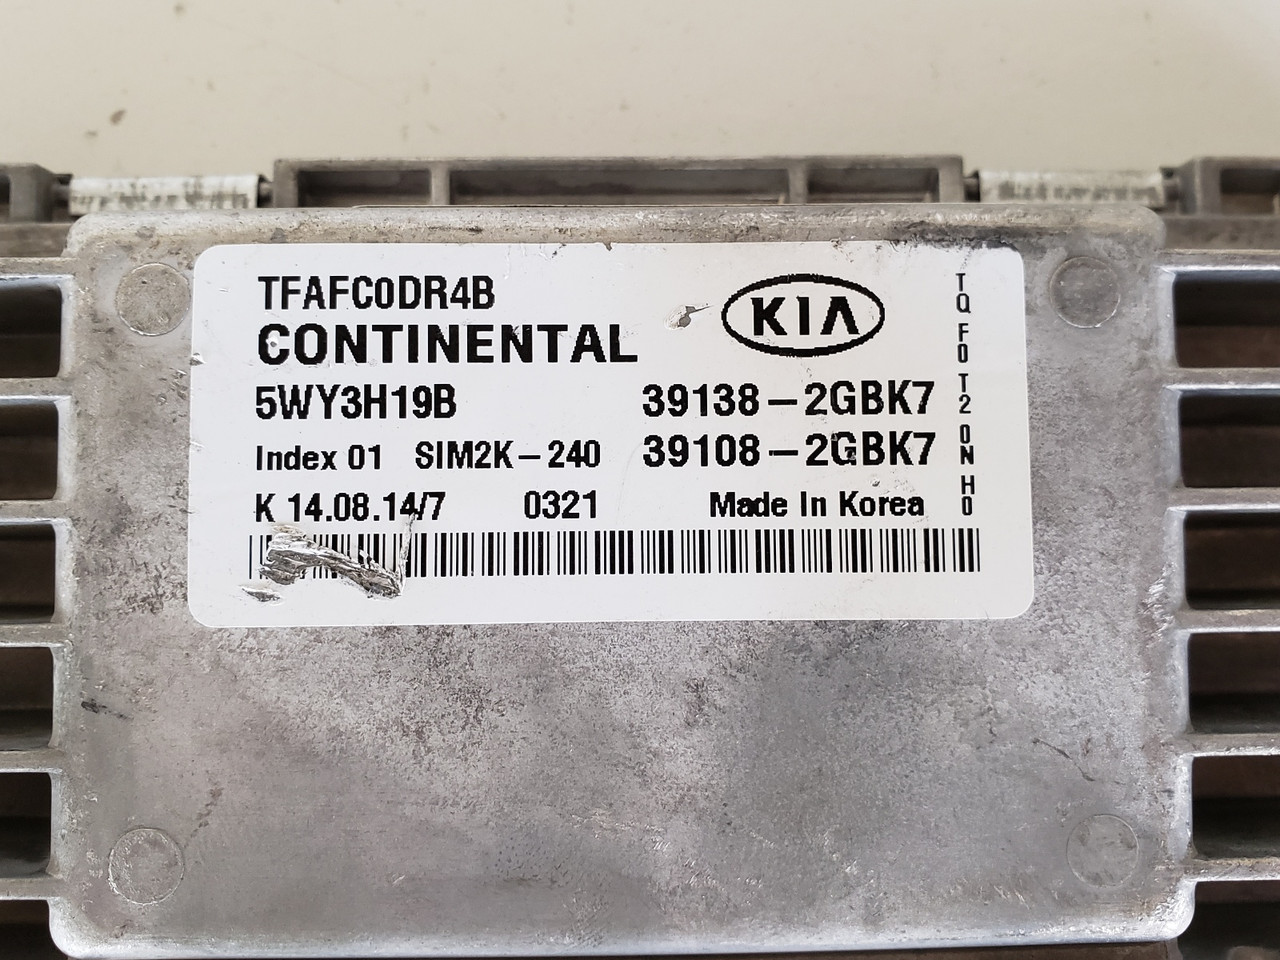 TFAFC0DR4B
CONTINENTAL
KIA
5WY3H19B 39138-2GBK7
Index 01 SIM2K-240 39108-2GBK7
K 14.08.14/7 0321 Made In Korea
TQ F0 T2 0N H0